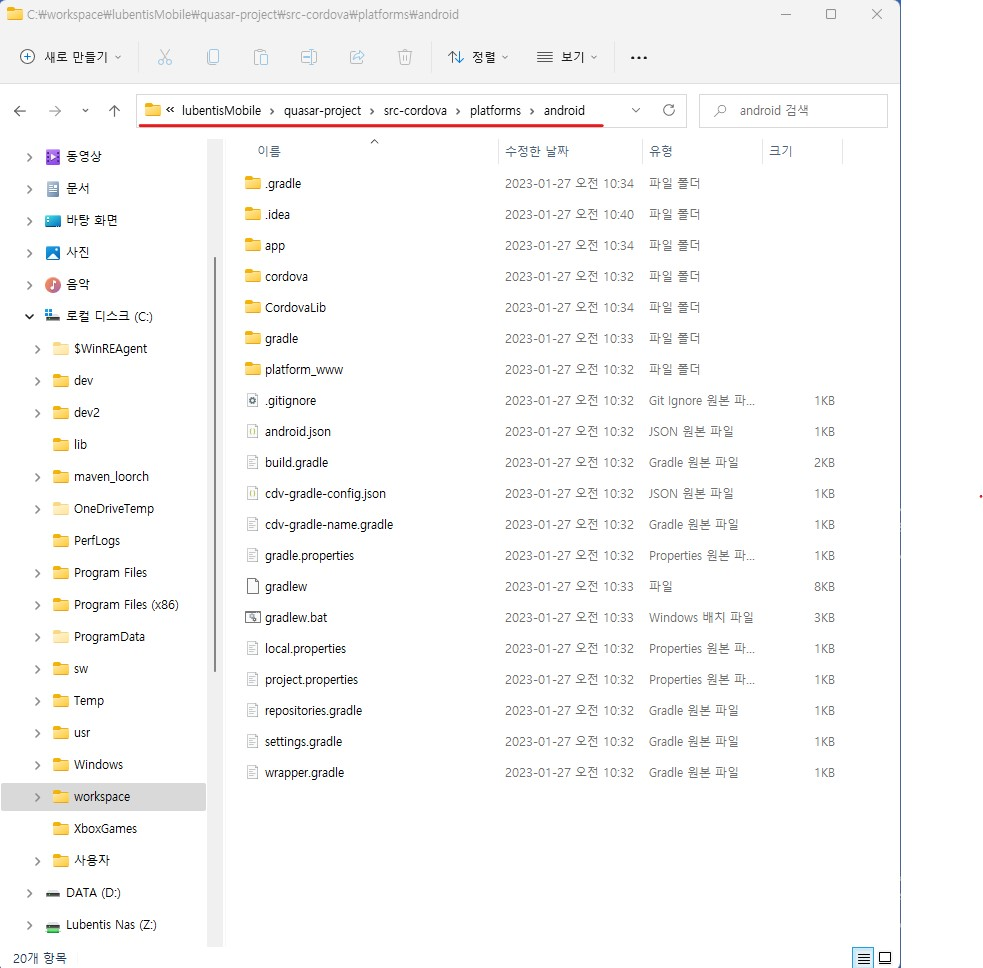 C:₩workspace₩lubentisMobile₩quasar-project₩src-cordova₩platforms₩android
새로 만들기 정렬 보기 ...
« lubentisMobile > quasar-project > src-cordova > platforms > android android 검색
동영상
문서
바탕 화면
사진
음악
로컬 디스크 (C:)
$WinREAgent
dev
dev2
lib
maven_loorch
OneDriveTemp
PerfLogs
Program Files
Program Files (x86)
ProgramData
sw
Temp
usr
Windows
workspace
XboxGames
사용자
DATA (D:)
Lubentis Nas (Z:)
이름 수정한 날짜 유형 크기
.gradle 2023-01-27 오전 10:34 파일 폴더
.idea 2023-01-27 오전 10:40 파일 폴더
app 2023-01-27 오전 10:34 파일 폴더
cordova 2023-01-27 오전 10:32 파일 폴더
CordovaLib 2023-01-27 오전 10:34 파일 폴더
gradle 2023-01-27 오전 10:33 파일 폴더
platform_www 2023-01-27 오전 10:32 파일 폴더
.gitignore 2023-01-27 오전 10:32 Git Ignore 원본 파... 1KB
android.json 2023-01-27 오전 10:32 JSON 원본 파일 1KB
build.gradle 2023-01-27 오전 10:32 Gradle 원본 파일 2KB
cdv-gradle-config.json 2023-01-27 오전 10:32 JSON 원본 파일 1KB
cdv-gradle-name.gradle 2023-01-27 오전 10:32 Gradle 원본 파일 1KB
gradle.properties 2023-01-27 오전 10:32 Properties 원본 파... 1KB
gradlew 2023-01-27 오전 10:33 파일 8KB
gradlew.bat 2023-01-27 오전 10:33 Windows 배치 파일 3KB
local.properties 2023-01-27 오전 10:32 Properties 원본 파... 1KB
project.properties 2023-01-27 오전 10:32 Properties 원본 파... 1KB
repositories.gradle 2023-01-27 오전 10:32 Gradle 원본 파일 1KB
settings.gradle 2023-01-27 오전 10:32 Gradle 원본 파일 1KB
wrapper.gradle 2023-01-27 오전 10:32 Gradle 원본 파일 1KB
20개 항목